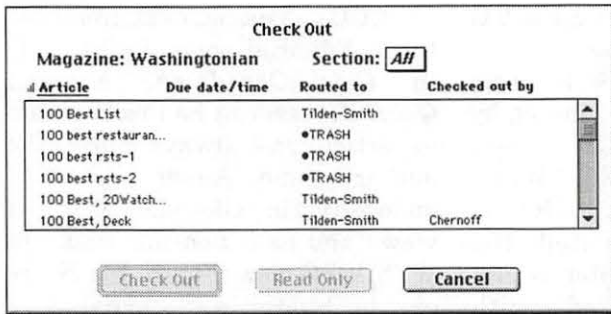 Check Out
Magazine: Washingtonian Section: All
Article Due date/time Routed to Checked out by
100 Best List Tilden-Smith
100 best restauran... •TRASH
100 best rsts-1 •TRASH
100 best rsts-2 •TRASH
100 Best, 20Watch... Tilden-Smith
100 Best, Deck Tilden-Smith Chernoff
Check Out Read Only Cancel